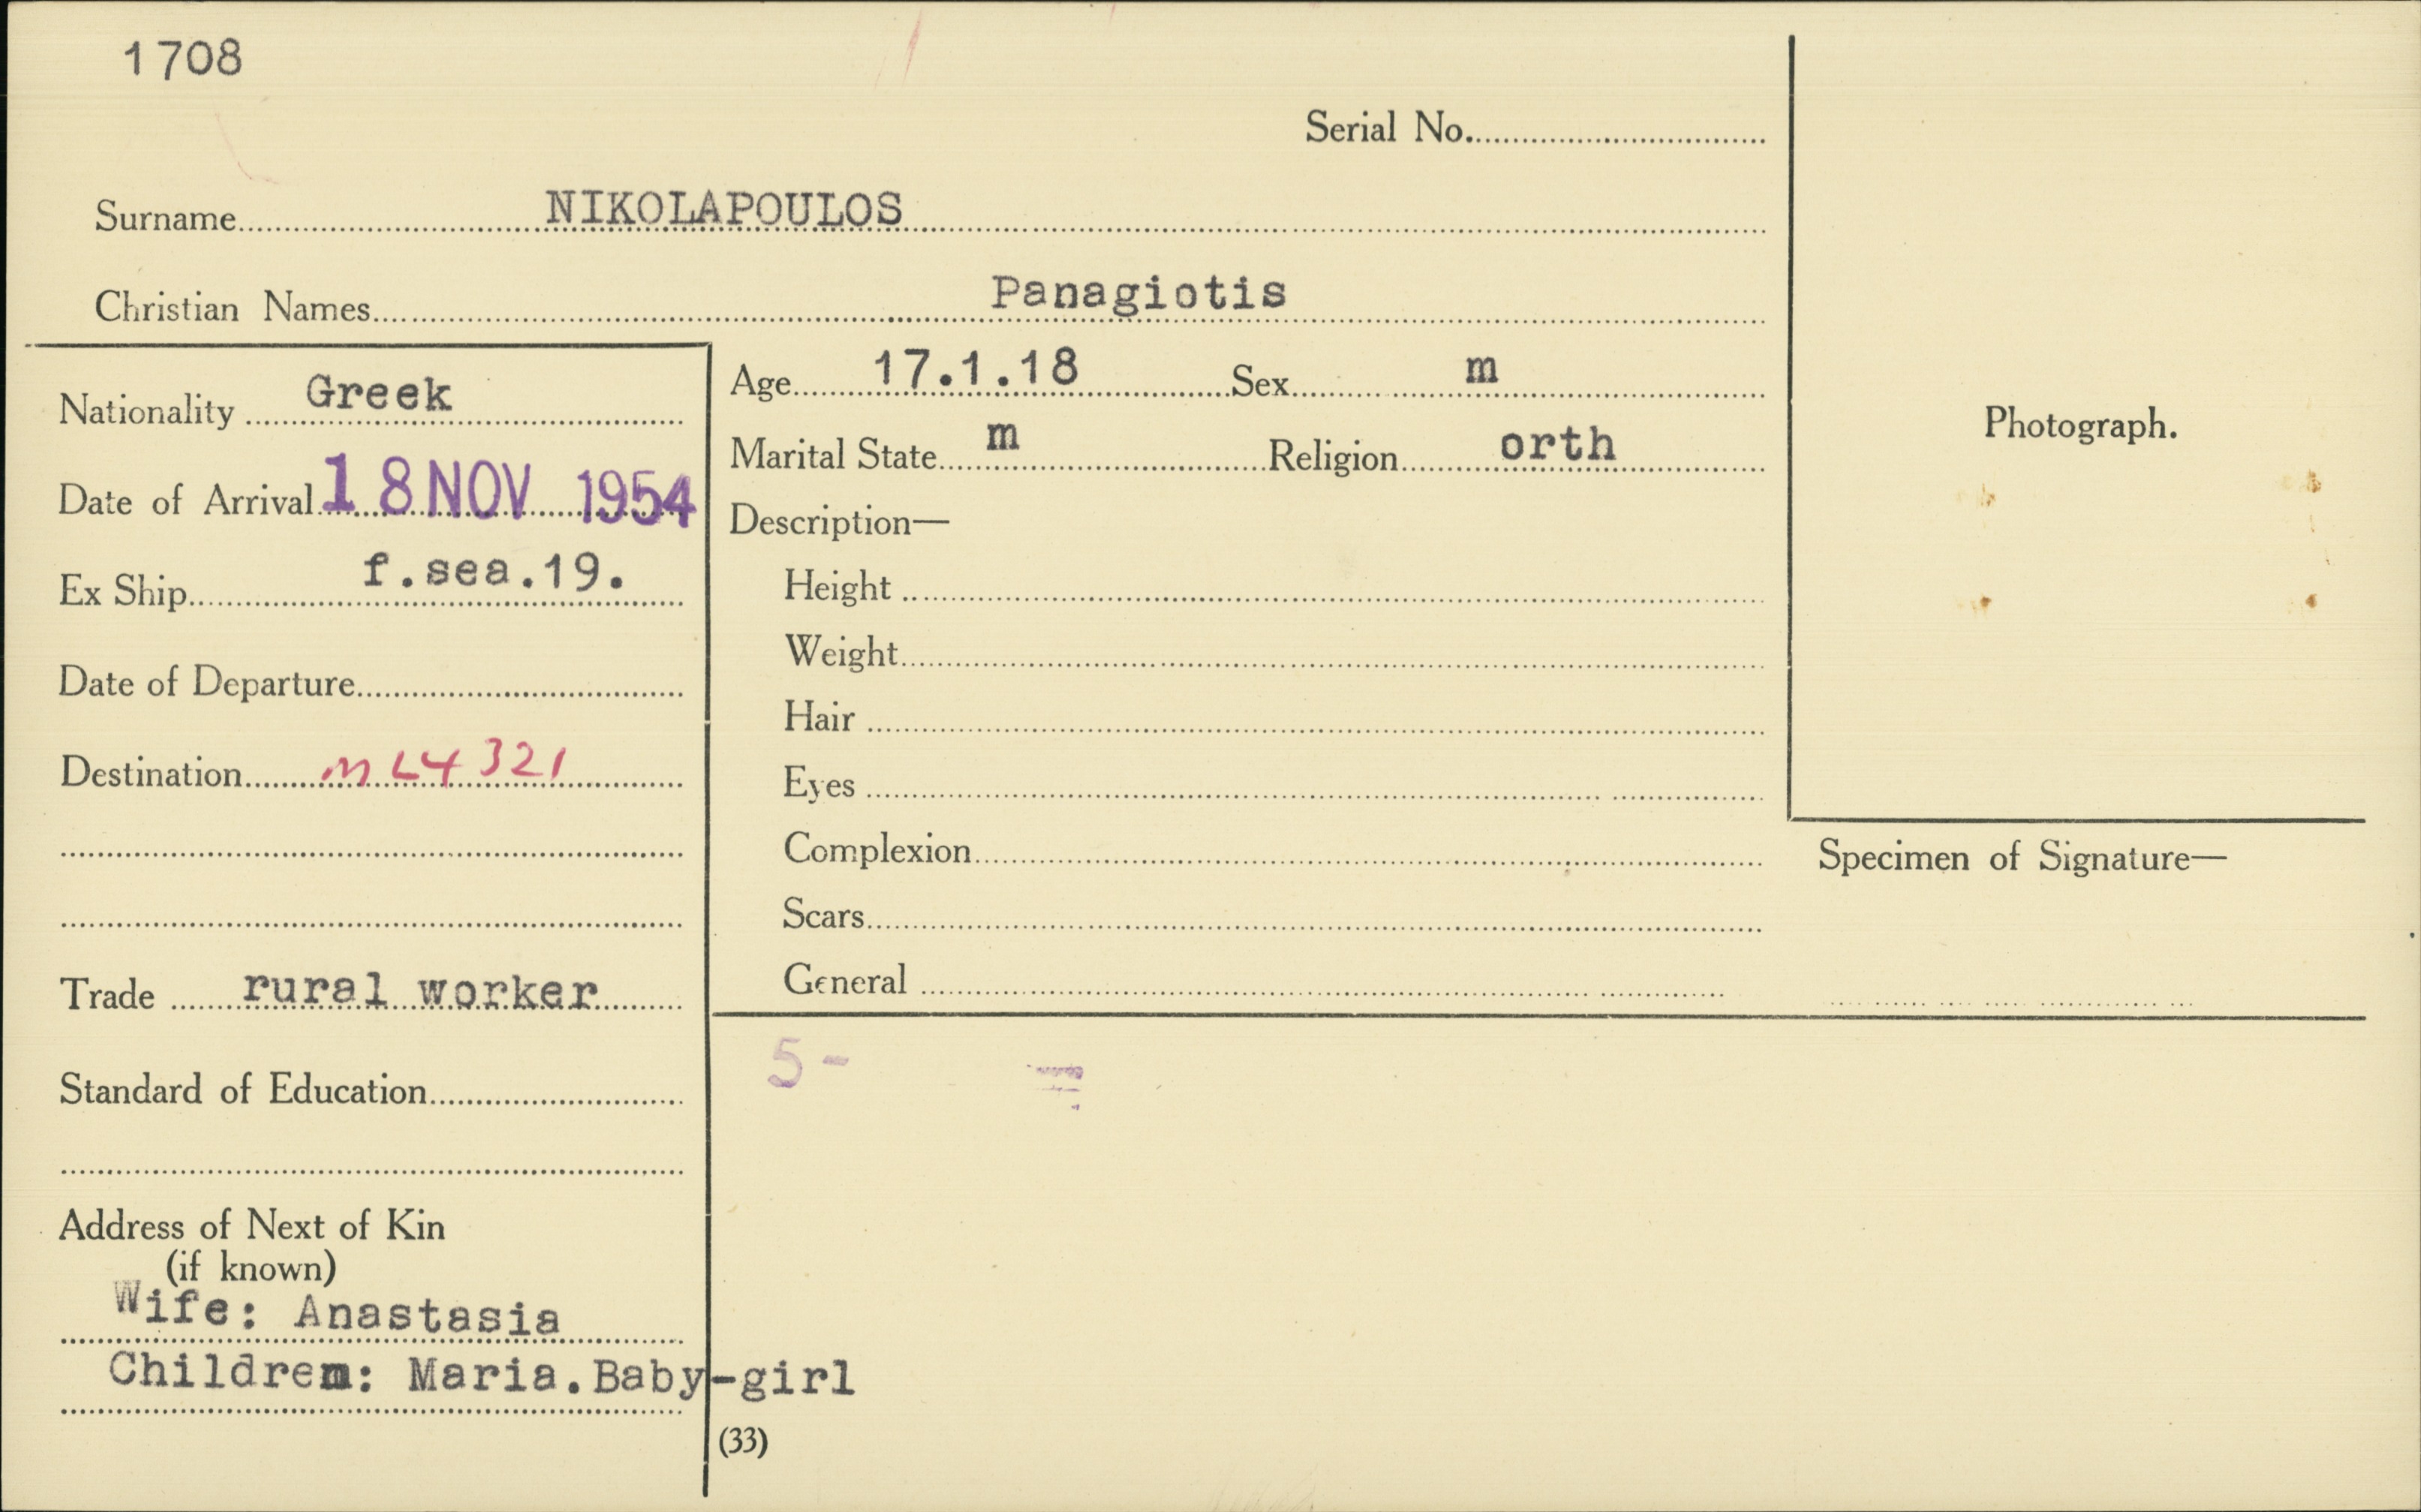 1708
Serial No.
Surname NIKOLAPOULOS
Christian Names Panagiotis
Nationality Greek
Date of Arrival 18 NOV 1954
Ex Ship f.sea.19.
Date of Departure
Destination ML4321
Trade rural worker
Standard of Education
Address of Next of Kin
(if known)
Wife: Anastasia
Children: Maria.Baby-girl
Age 17.1.18 Sex m
Marital State m Religion orth
Description—
Height
Weight
Hair
Eyes
Complexion
Scars
General
5 -
(33)
Photograph.
Specimen of Signature—